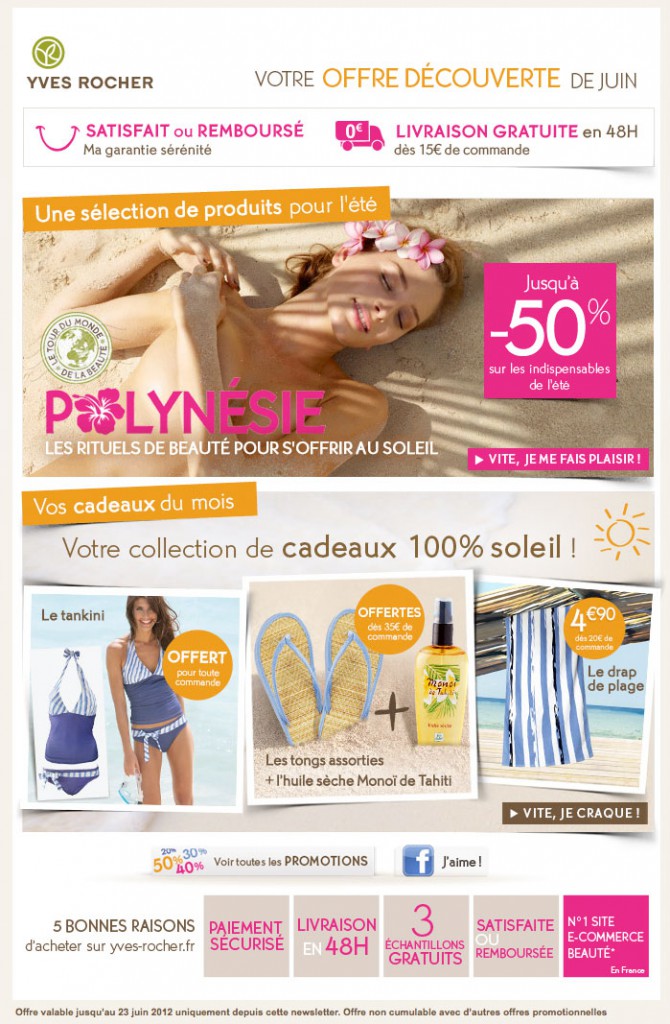 YVES ROCHER
VOTRE OFFRE DÉCOUVERTE DE JUIN
SATISFAIT ou REMBOURSÉ
Ma garantie sérénité
0€
LIVRAISON GRATUITE en 48H
dès 15€ de commande
Une sélection de produits pour l'été
Jusqu'à
-50%
sur les indispensables
de l'été
LE TOUR DU MONDE
DE LA BEAUTÉ
POLYNÉSIE
LES RITUELS DE BEAUTÉ POUR S'OFFRIR AU SOLEIL
VITE, JE ME FAIS PLAISIR !
Vos cadeaux du mois
Votre collection de cadeaux 100% soleil !
Le tankini
OFFERT
pour toute
commande
OFFERTES
dès 35€ de
commande
Monoï
de Tahiti
+
Les tongs assorties
+ l'huile sèche Monoï de Tahiti
4€90
dès 20€ de
commande
Le drap
de plage
VITE, JE CRAQUE !
20% 30%
50% 40%
Voir toutes les PROMOTIONS
f
J'aime !
5 BONNES RAISONS
d'acheter sur yves-rocher.fr
PAIEMENT
SÉCURISÉ
LIVRAISON
EN 48H
3
ÉCHANTILLONS
GRATUITS
SATISFAITE
OU
REMBOURSÉE
N°1 SITE
E-COMMERCE
BEAUTÉ*
En France
Offre valable jusqu'au 23 juin 2012 uniquement depuis cette newsletter. Offre non cumulable avec d'autres offres promotionnelles